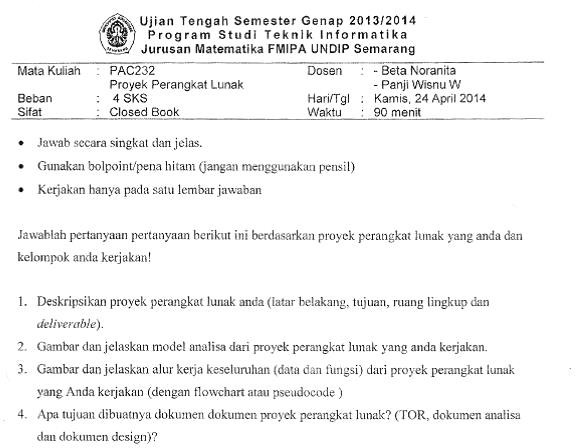 Ujian Tengah Semester Genap 2013/2014
Program Studi Teknik Informatika
Jurusan Matematika FMIPA UNDIP Semarang
Mata Kuliah : PAC232 Dosen : - Beta Noranita
Proyek Perangkat Lunak - Panji Wisnu W
Beban : 4 SKS Hari/Tgl : Kamis, 24 April 2014
Sifat : Closed Book Waktu : 90 menit
• Jawab secara singkat dan jelas.
• Gunakan bolpoint/pena hitam (jangan menggunakan pensil)
• Kerjakan hanya pada satu lembar jawaban
Jawablah pertanyaan pertanyaan berikut ini berdasarkan proyek perangkat lunak yang anda dan
kelompok anda kerjakan!
1. Deskripsikan proyek perangkat lunak anda (latar belakang, tujuan, ruang lingkup dan
deliverable).
2. Gambar dan jelaskan model analisa dari proyek perangkat lunak yang anda kerjakan.
3. Gambar dan jelaskan alur kerja keseluruhan (data dan fungsi) dari proyek perangkat lunak
yang Anda kerjakan (dengan flowchart atau pseudocode )
4. Apa tujuan dibuatnya dokumen dokumen proyek perangkat lunak? (TOR, dokumen analisa
dan dokumen design)?